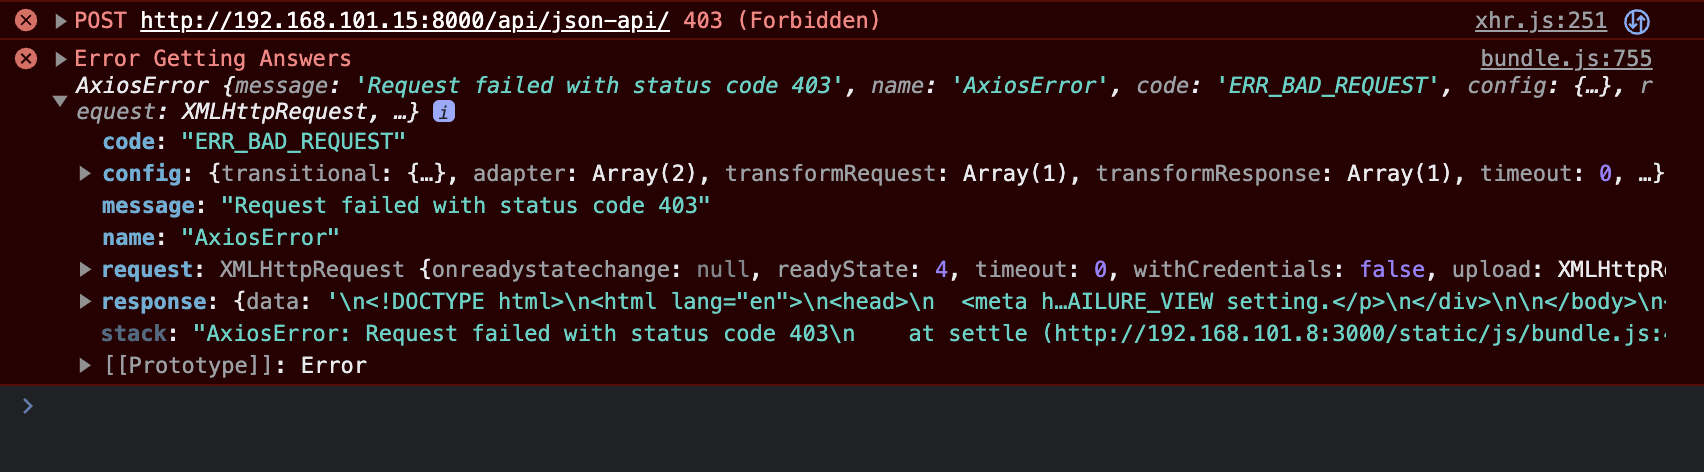 POST http://192.168.101.15:8000/api/json-api/ 403 (Forbidden) xhr.js:251
Error Getting Answers bundle.js:755
AxiosError {message: 'Request failed with status code 403', name: 'AxiosError', code: 'ERR_BAD_REQUEST', config: {…}, r
equest: XMLHttpRequest, …} i
code: "ERR_BAD_REQUEST"
config: {transitional: {…}, adapter: Array(2), transformRequest: Array(1), transformResponse: Array(1), timeout: 0, …}
message: "Request failed with status code 403"
name: "AxiosError"
request: XMLHttpRequest {onreadystatechange: null, readyState: 4, timeout: 0, withCredentials: false, upload: XMLHttpRe
response: {data: '\n<!DOCTYPE html>\n<html lang="en">\n<head>\n  <meta h…AILURE_VIEW setting.</p>\n</div>\n\n</body>\n<
stack: "AxiosError: Request failed with status code 403\n    at settle (http://192.168.101.8:3000/static/js/bundle.js:
[[Prototype]]: Error